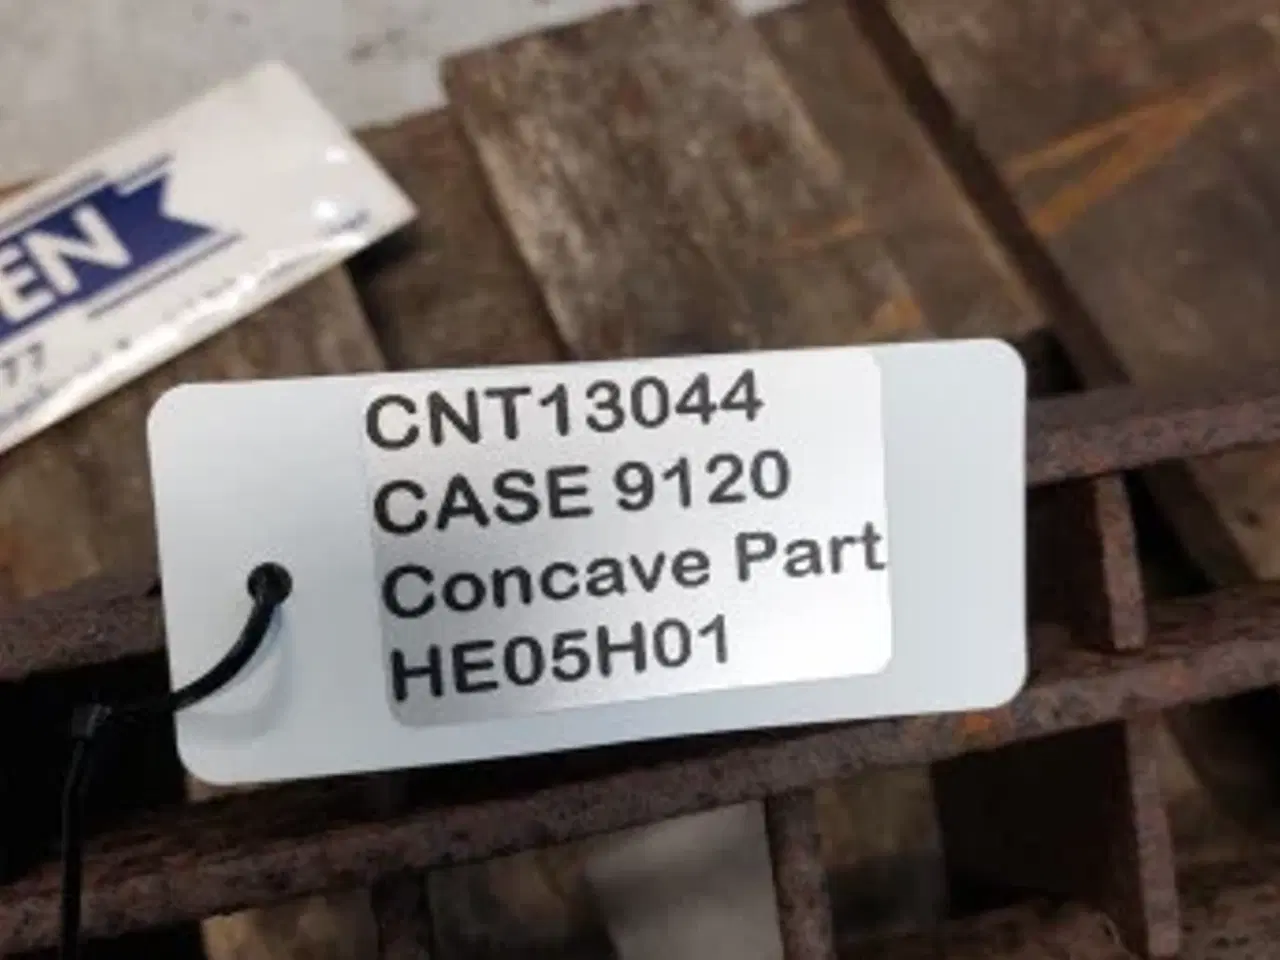 EN
77
CNT13044
CASE 9120
Concave Part
HE05H01